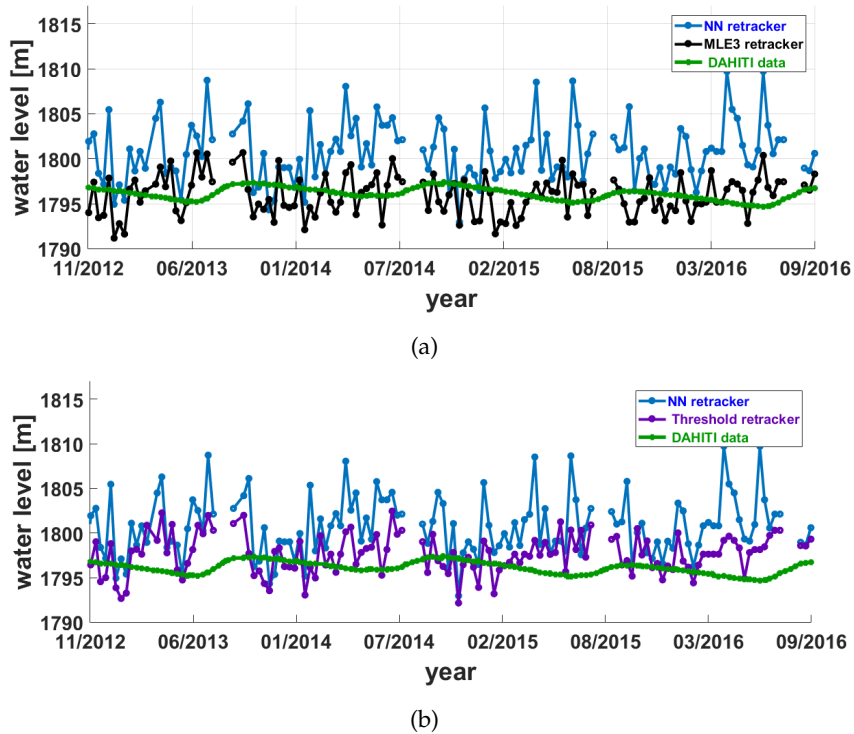 1815
1810
1805
1800
1795
1790
water level [m]
NN retracker
MLE3 retracker
DAHITI data
11/2012 06/2013 01/2014 07/2014 02/2015 08/2015 03/2016 09/2016
year
(a)
1815
1810
1805
1800
1795
1790
water level [m]
NN retracker
Threshold retracker
DAHITI data
11/2012 06/2013 01/2014 07/2014 02/2015 08/2015 03/2016 09/2016
year
(b)